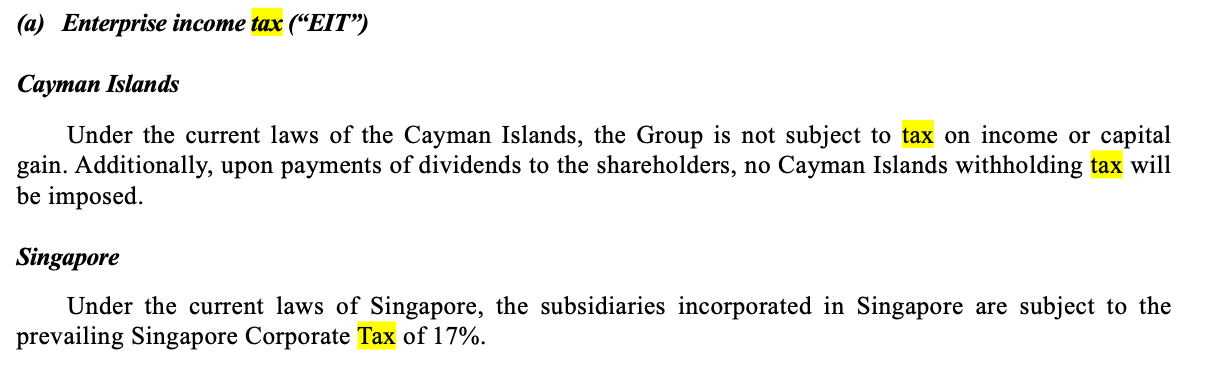 (a) Enterprise income tax (“EIT”)
Cayman Islands
Under the current laws of the Cayman Islands, the Group is not subject to tax on income or capital
gain. Additionally, upon payments of dividends to the shareholders, no Cayman Islands withholding tax will
be imposed.
Singapore
Under the current laws of Singapore, the subsidiaries incorporated in Singapore are subject to the
prevailing Singapore Corporate Tax of 17%.